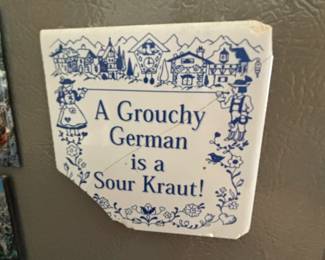 A Grouchy
German
is a
Sour Kraut!